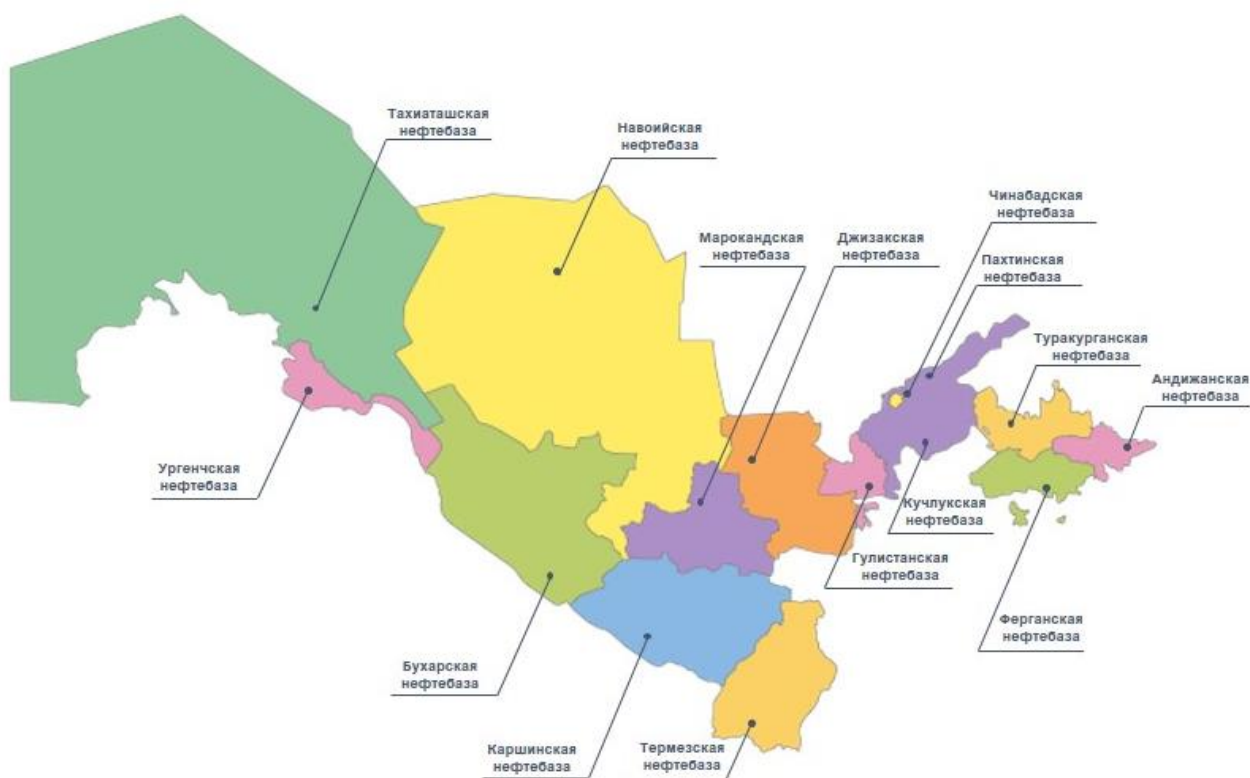 Тахиаташская
нефтебаза
Навоийская
нефтебаза
Чинабадская
нефтебаза
Марокандская
нефтебаза
Джизакская
нефтебаза
Пахтинская
нефтебаза
Туракурганская
нефтебаза
Андижанская
нефтебаза
Ургенчская
нефтебаза
Кучлукская
нефтебаза
Гулистанская
нефтебаза
Ферганская
нефтебаза
Бухарская
нефтебаза
Каршинская
нефтебаза
Термезская
нефтебаза